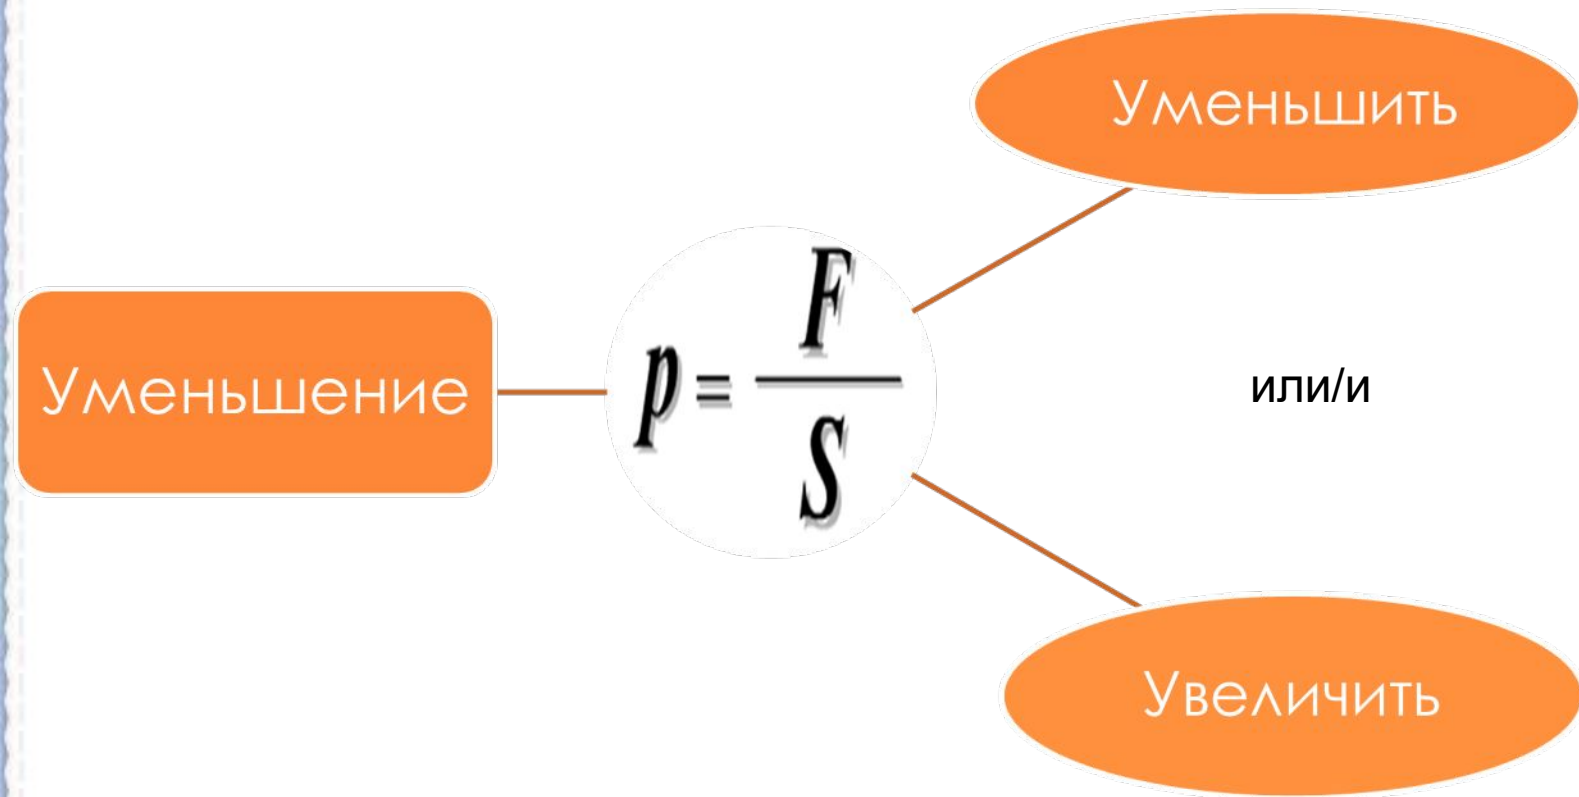 Уменьшить
Уменьшение
p = F/S
или/и
Увеличить